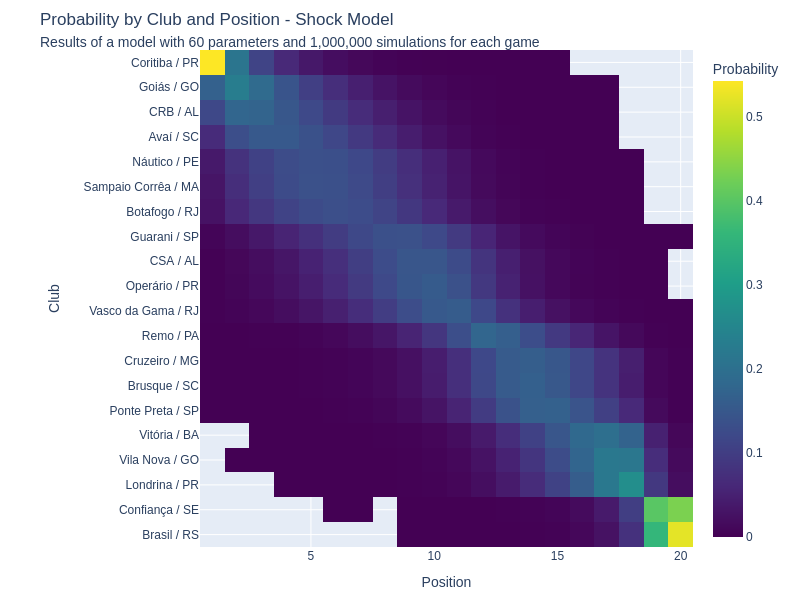 Probability by Club and Position - Shock Model
Results of a model with 60 parameters and 1,000,000 simulations for each game
Probability
Coritiba / PR
Goiás / GO
CRB / AL
Avaí / SC
Náutico / PE
Sampaio Corrêa / MA
Botafogo / RJ
Guarani / SP
CSA / AL
Operário / PR
Vasco da Gama / RJ
Remo / PA
Cruzeiro / MG
Brusque / SC
Ponte Preta / SP
Vitória / BA
Vila Nova / GO
Londrina / PR
Confiança / SE
Brasil / RS
Club
5
10
15
20
Position
0.5
0.4
0.3
0.2
0.1
0